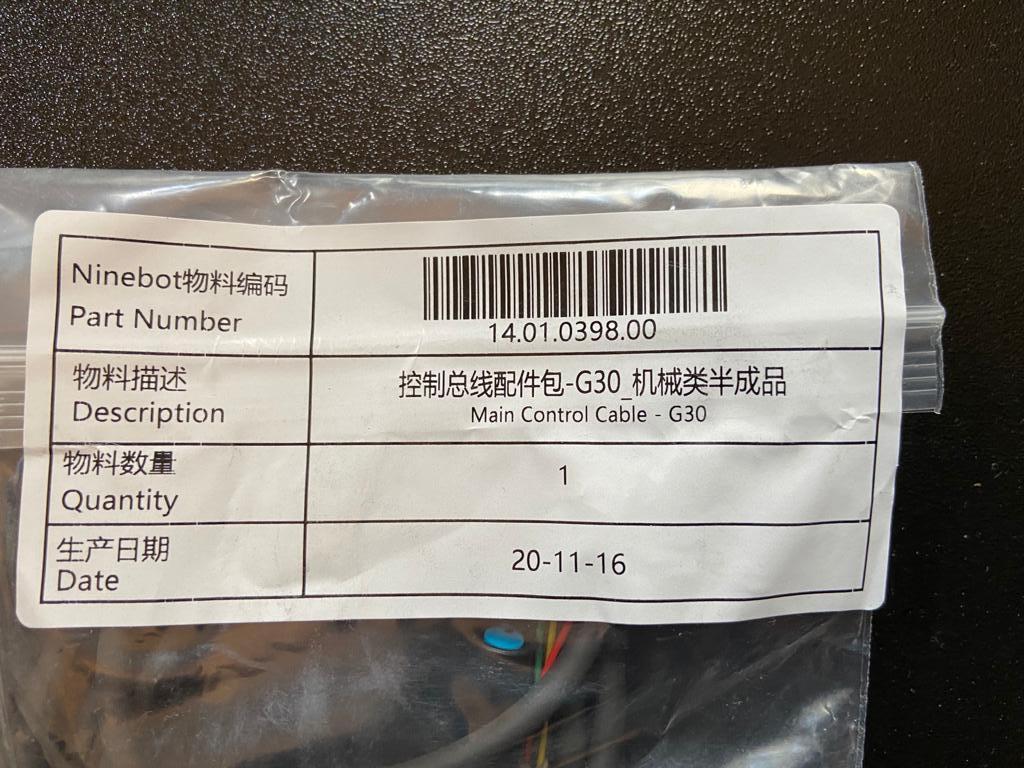 Ninebot物料编码
Part Number
14.01.0398.00
物料描述
Description
控制总线配件包-G30_机械类半成品
Main Control Cable - G30
物料数量
Quantity
1
生产日期
Date
20-11-16